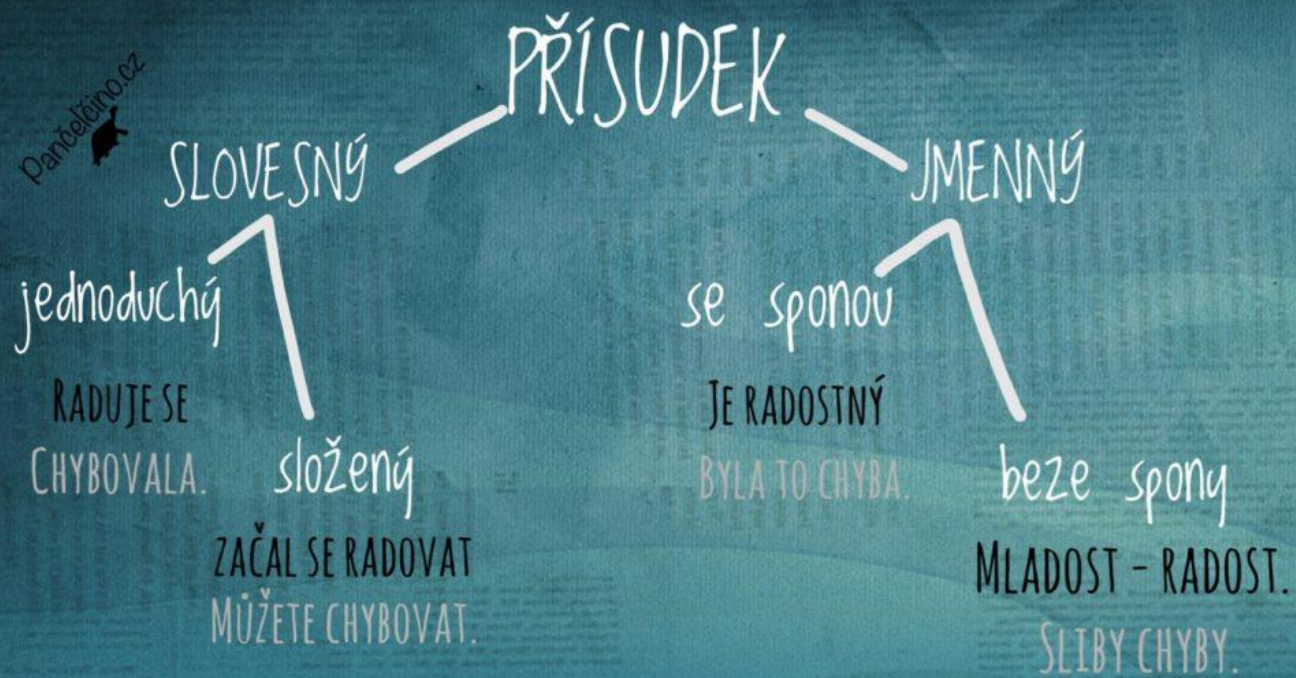 PŘÍSUDEK
Pančelčino.cz
SLOVESNÝ
JMENNÝ
jednoduchý
RADUJE SE
CHYBOVALA.
složený
ZAČAL SE RADOVAT
MŮŽETE CHYBOVAT.
se sponou
JE RADOSTNÝ
BYLA TO CHYBA.
beze spony
MLADOST - RADOST.
SLIBY CHYBY.